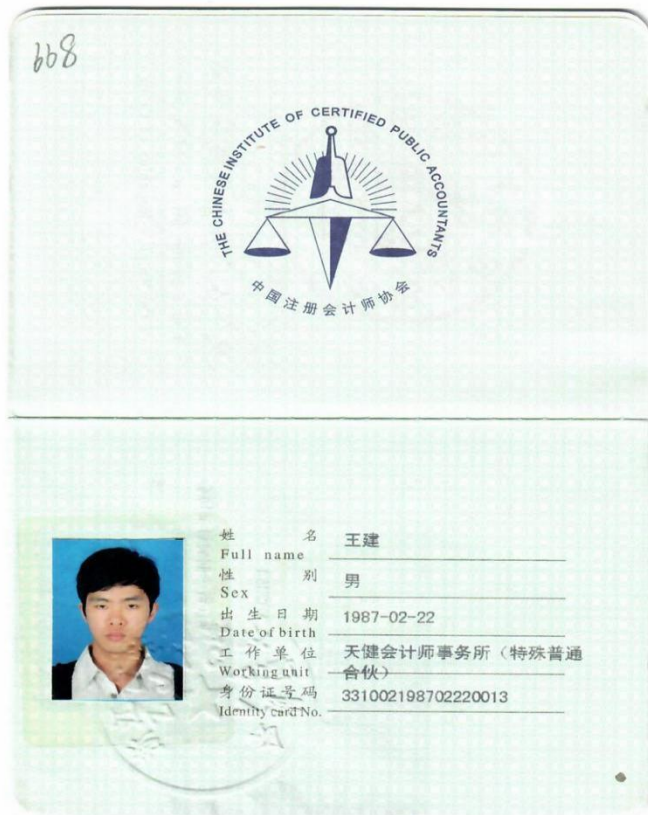 668
THE CHINESE INSTITUTE OF CERTIFIED PUBLIC ACCOUNTANTS
中国注册会计师协会
姓 名 王建
Full name
性 别 男
Sex
出生日期 1987-02-22
Date of birth
工作单位 天健会计师事务所（特殊普通
Working unit 合伙）
身份证号码 331002198702220013
Identity card No.